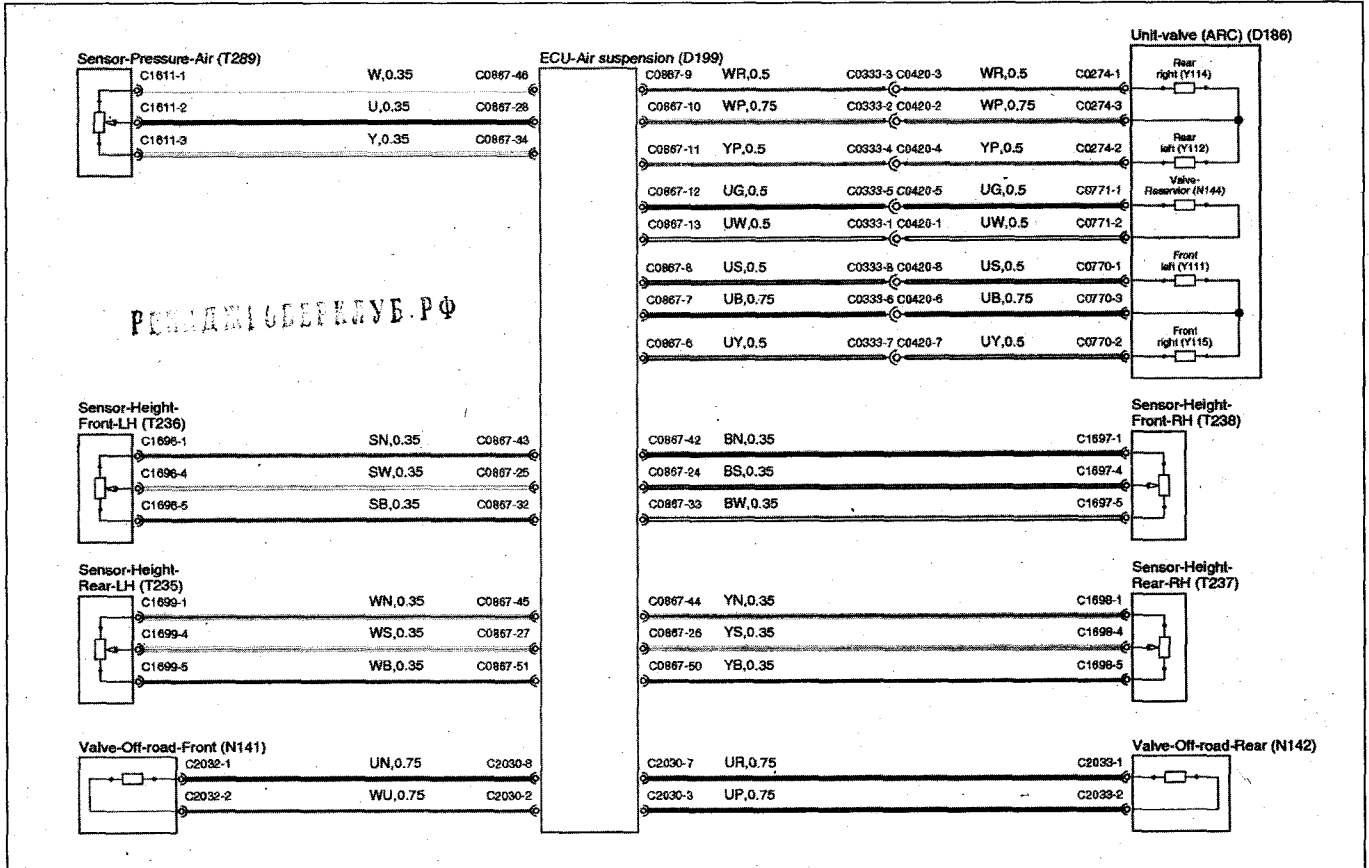 Unit-valve (ARC) (D186)
Sensor-Pressure-Air (T289)
ECU-Air suspension (D199)
C1611-1 W,0.35 C0867-46
C1611-2 U,0.35 C0867-28
C1611-3 Y,0.35 C0867-34
C0867-9 WR,0.5 C0333-3 C0420-3 WR,0.5 C0274-1
Rear
right (Y114)
C0867-10 WP,0.75 C0333-2 C0420-2 WP,0.75 C0274-3
C0867-11 YP,0.5 C0333-4 C0420-4 YP,0.5 C0274-2
Rear
left (Y112)
C0867-12 UG,0.5 C0333-5 C0420-5 UG,0.5 C0771-1
Valve-
Reservior (N144)
C0867-13 UW,0.5 C0333-1 C0420-1 UW,0.5 C0771-2
C0867-8 US,0.5 C0333-8 C0420-8 US,0.5 C0770-1
Front
left (Y111)
C0867-7 UB,0.75 C0333-6 C0420-6 UB,0.75 C0770-3
C0867-6 UY,0.5 C0333-7 C0420-7 UY,0.5 C0770-2
Front
right (Y115)
Sensor-Height-
Front-LH (T236)
C1696-1 SN,0.35 C0867-43
C1696-4 SW,0.35 C0867-25
C1696-5 SB,0.35 C0867-32
Sensor-Height-
Front-RH (T238)
C0867-42 BN,0.35 C1697-1
C0867-24 BS,0.35 C1697-4
C0867-33 BW,0.35 C1697-5
Sensor-Height-
Rear-LH (T235)
C1699-1 WN,0.35 C0867-45
C1699-4 WS,0.35 C0867-27
C1699-5 WB,0.35 C0867-51
Sensor-Height-
Rear-RH (T237)
C0867-44 YN,0.35 C1698-1
C0867-26 YS,0.35 C1698-4
C0867-50 YB,0.35 C1698-5
Valve-Off-road-Front (N141)
C2032-1 UN,0.75 C2030-8
C2032-2 WU,0.75 C2030-2
Valve-Off-road-Rear (N142)
C2030-7 UR,0.75 C2033-1
C2030-3 UP,0.75 C2033-2